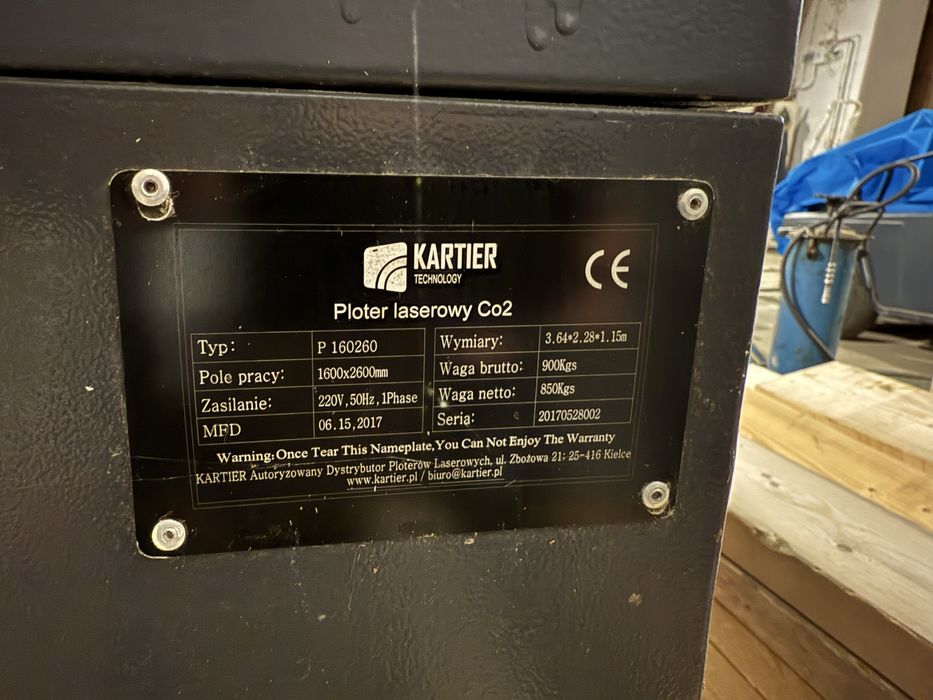 KARTIER
TECHNOLOGY
CE
Ploter laserowy Co2
Typ: P 160260
Pole pracy: 1600x2600mm
Zasilanie: 220V, 50Hz, 1Phase
MFD 06.15,2017
Wymiary: 3.64*2.28*1.15m
Waga brutto: 900Kgs
Waga netto: 850Kgs
Seria: 20170528002
Warning: Once Tear This Nameplate, You Can Not Enjoy The Warranty
KARTIER Autoryzowany Dystrybutor Ploterów Laserowych, ul. Zbożowa 21; 25-416 Kielce
www.kartier.pl / biuro@kartier.pl